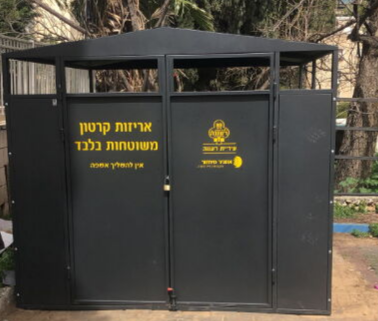 אריזות קרטון
משוטחות בלבד
אין להשליך אשפה
עיריית רעננה